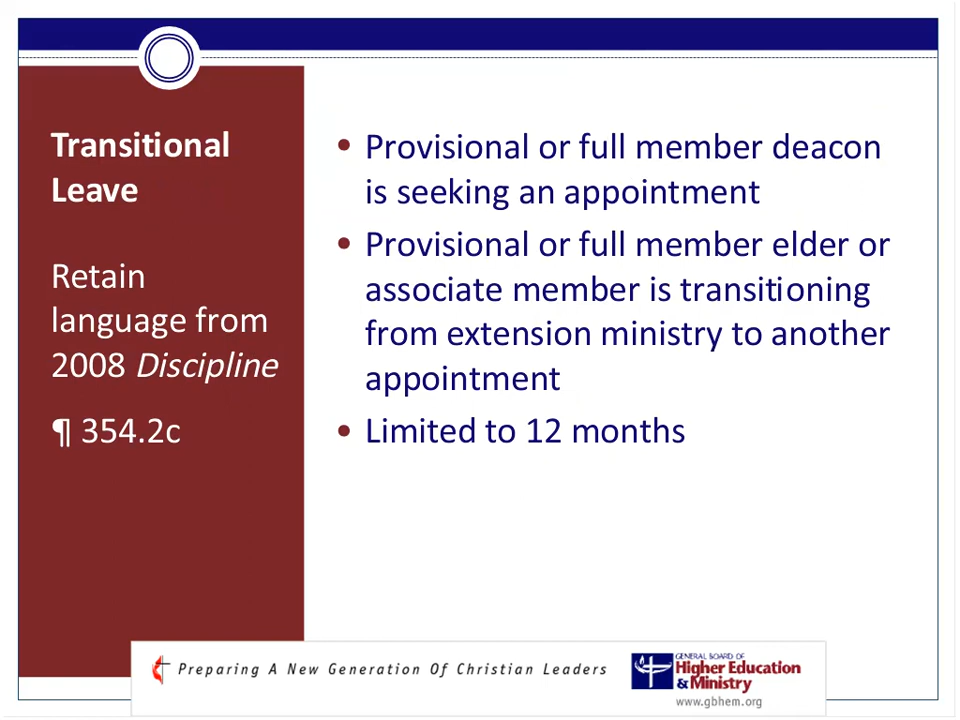 Transitional
Leave
Retain
language from
2008 Discipline
¶ 354.2c
• Provisional or full member deacon
is seeking an appointment
• Provisional or full member elder or
associate member is transitioning
from extension ministry to another
appointment
• Limited to 12 months
Preparing A New Generation Of Christian Leaders
GENERAL BOARD OF
Higher Education
& Ministry
www.gbhem.org